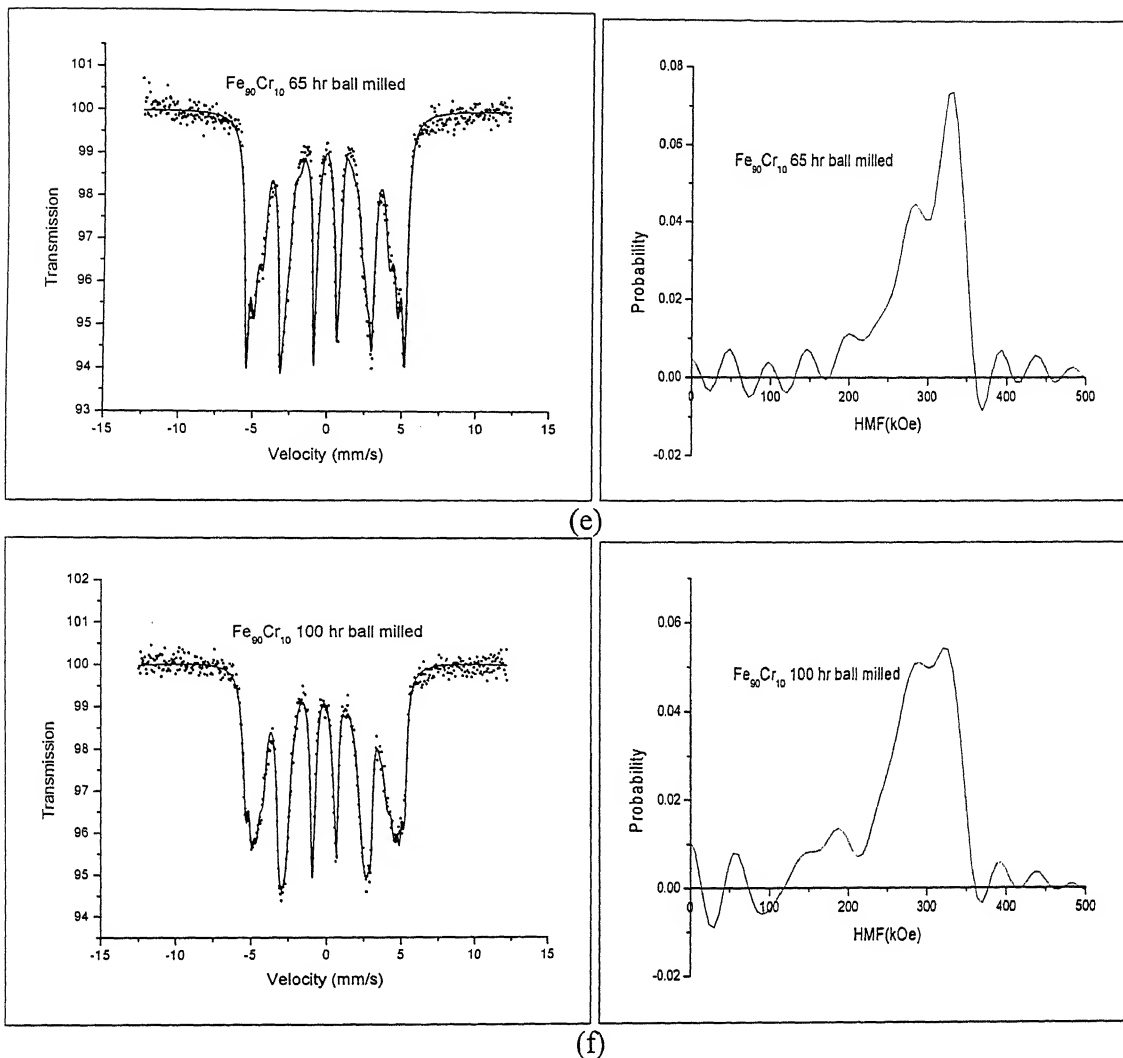 101
100
99
98
97
96
95
94
93
Transmission
Fe90Cr10 65 hr ball milled
-15 -10 -5 0 5 10 15
Velocity (mm/s)
0.08
0.06
0.04
0.02
0.00
-0.02
Probability
Fe90Cr10 65 hr ball milled
0 100 200 300 400 500
HMF(kOe)
(e)
102
101
100
99
98
97
96
95
94
Transmission
Fe90Cr10 100 hr ball milled
-15 -10 -5 0 5 10 15
Velocity (mm/s)
0.06
0.04
0.02
0.00
-0.02
Probability
Fe90Cr10 100 hr ball milled
0 100 200 300 400 500
HMF(kOe)
(f)